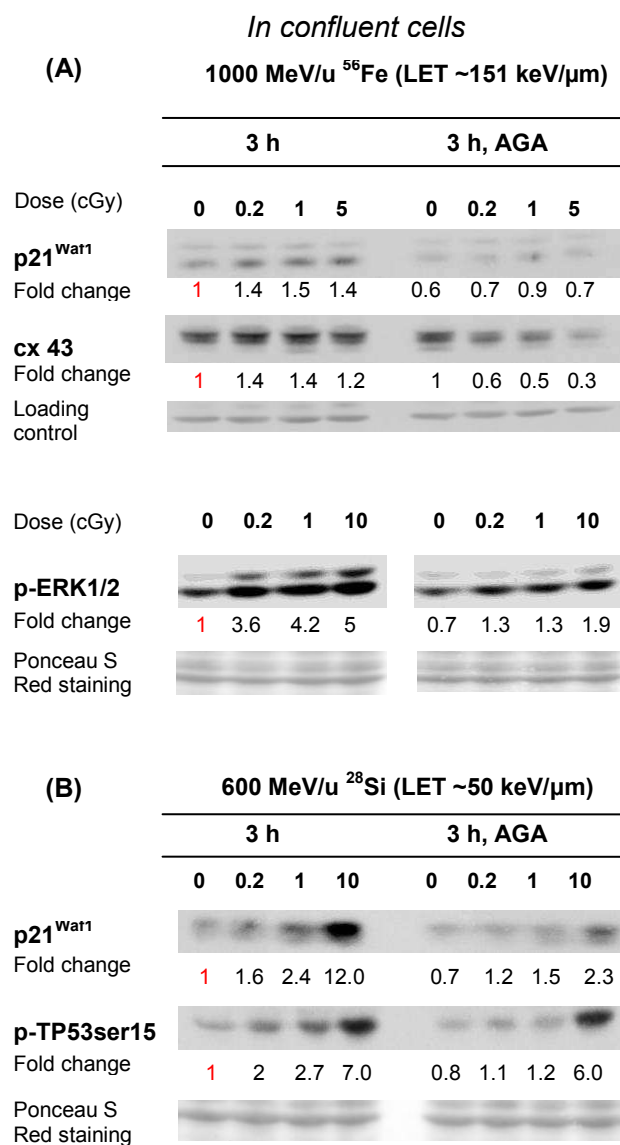 In confluent cells
(A) 1000 MeV/u ⁵⁶Fe (LET ~151 keV/µm)
3 h 3 h, AGA
Dose (cGy) 0 0.2 1 5 0 0.2 1 5
p21ᵂᵃᶠ¹
Fold change 1 1.4 1.5 1.4 0.6 0.7 0.9 0.7
cx 43
Fold change 1 1.4 1.4 1.2 1 0.6 0.5 0.3
Loading
control
Dose (cGy) 0 0.2 1 10 0 0.2 1 10
p-ERK1/2
Fold change 1 3.6 4.2 5 0.7 1.3 1.3 1.9
Ponceau S
Red staining
(B) 600 MeV/u ²⁸Si (LET ~50 keV/µm)
3 h 3 h, AGA
0 0.2 1 10 0 0.2 1 10
p21ᵂᵃᶠ¹
Fold change 1 1.6 2.4 12.0 0.7 1.2 1.5 2.3
p-TP53ser15
Fold change 1 2 2.7 7.0 0.8 1.1 1.2 6.0
Ponceau S
Red staining